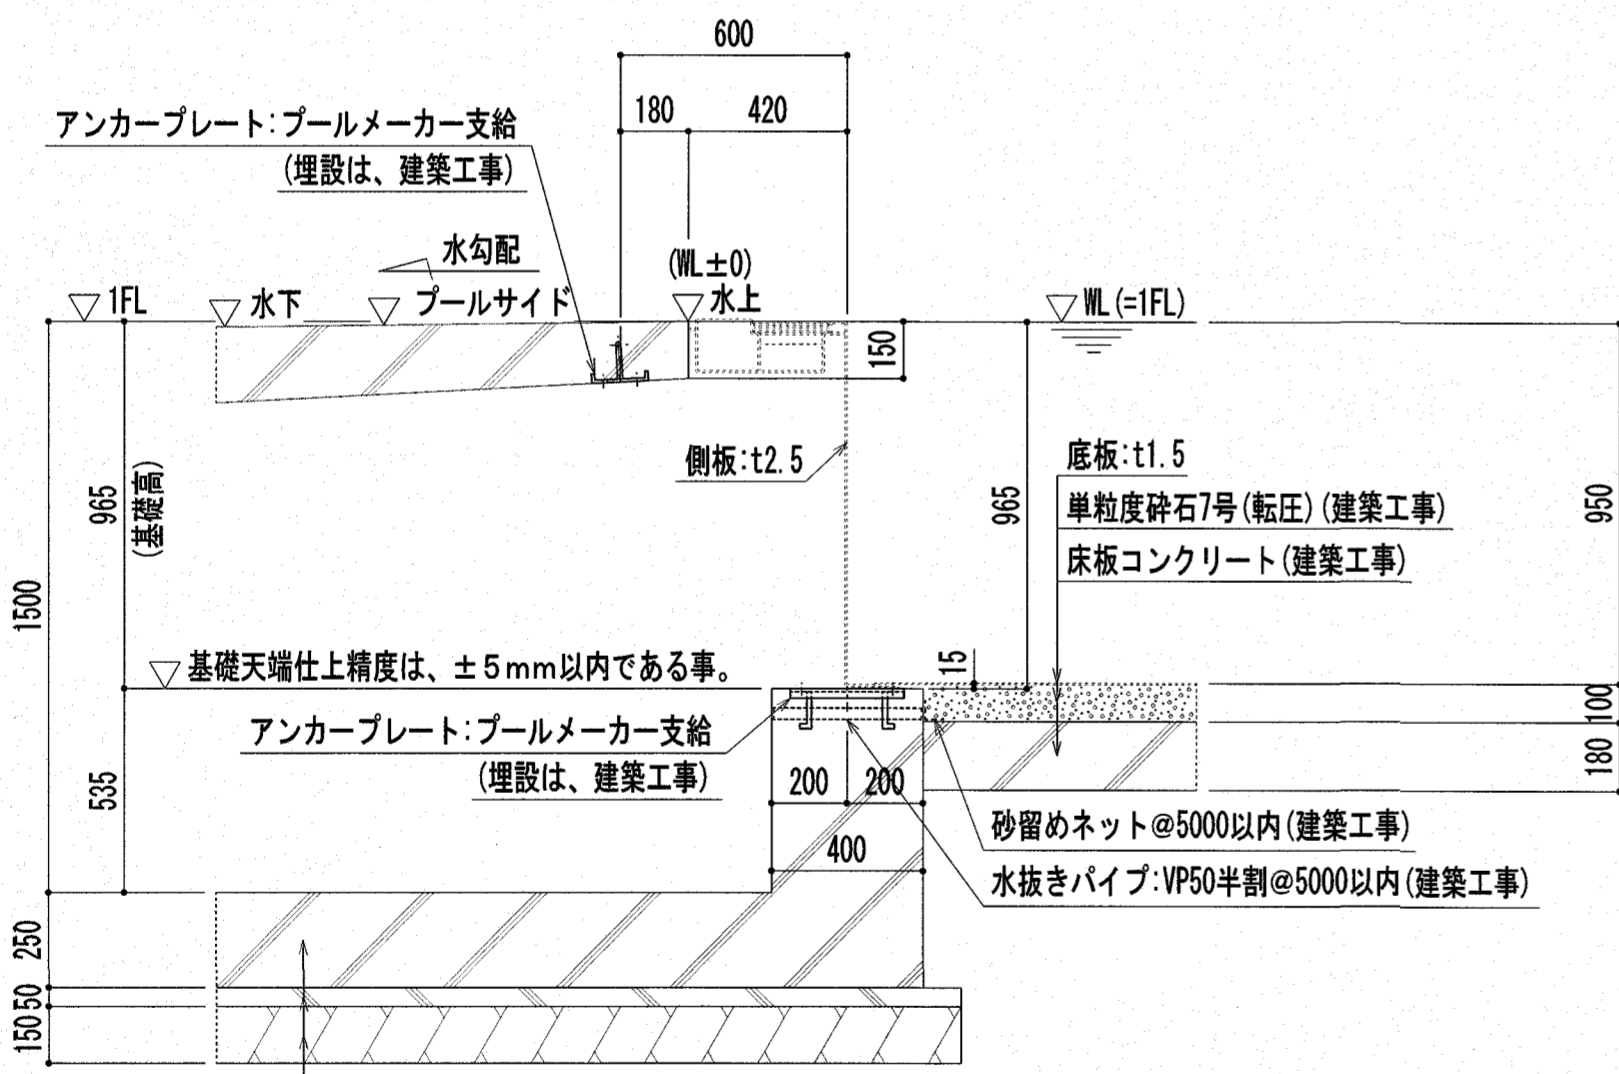 600
180
420
アンカープレート:プールメーカー支給
(埋設は、建築工事)
水勾配
(WL±0)
1FL
水下
プールサイド
水上
WL(=1FL)
150
側板:t2.5
底板:t1.5
単粒度砕石7号(転圧)(建築工事)
床板コンクリート(建築工事)
965
(基礎高)
965
950
1500
基礎天端仕上精度は、±5mm以内である事。
15
100
アンカープレート:プールメーカー支給
(埋設は、建築工事)
180
535
200
200
砂留めネット@5000以内(建築工事)
400
水抜きパイプ:VP50半割@5000以内(建築工事)
250
50
150